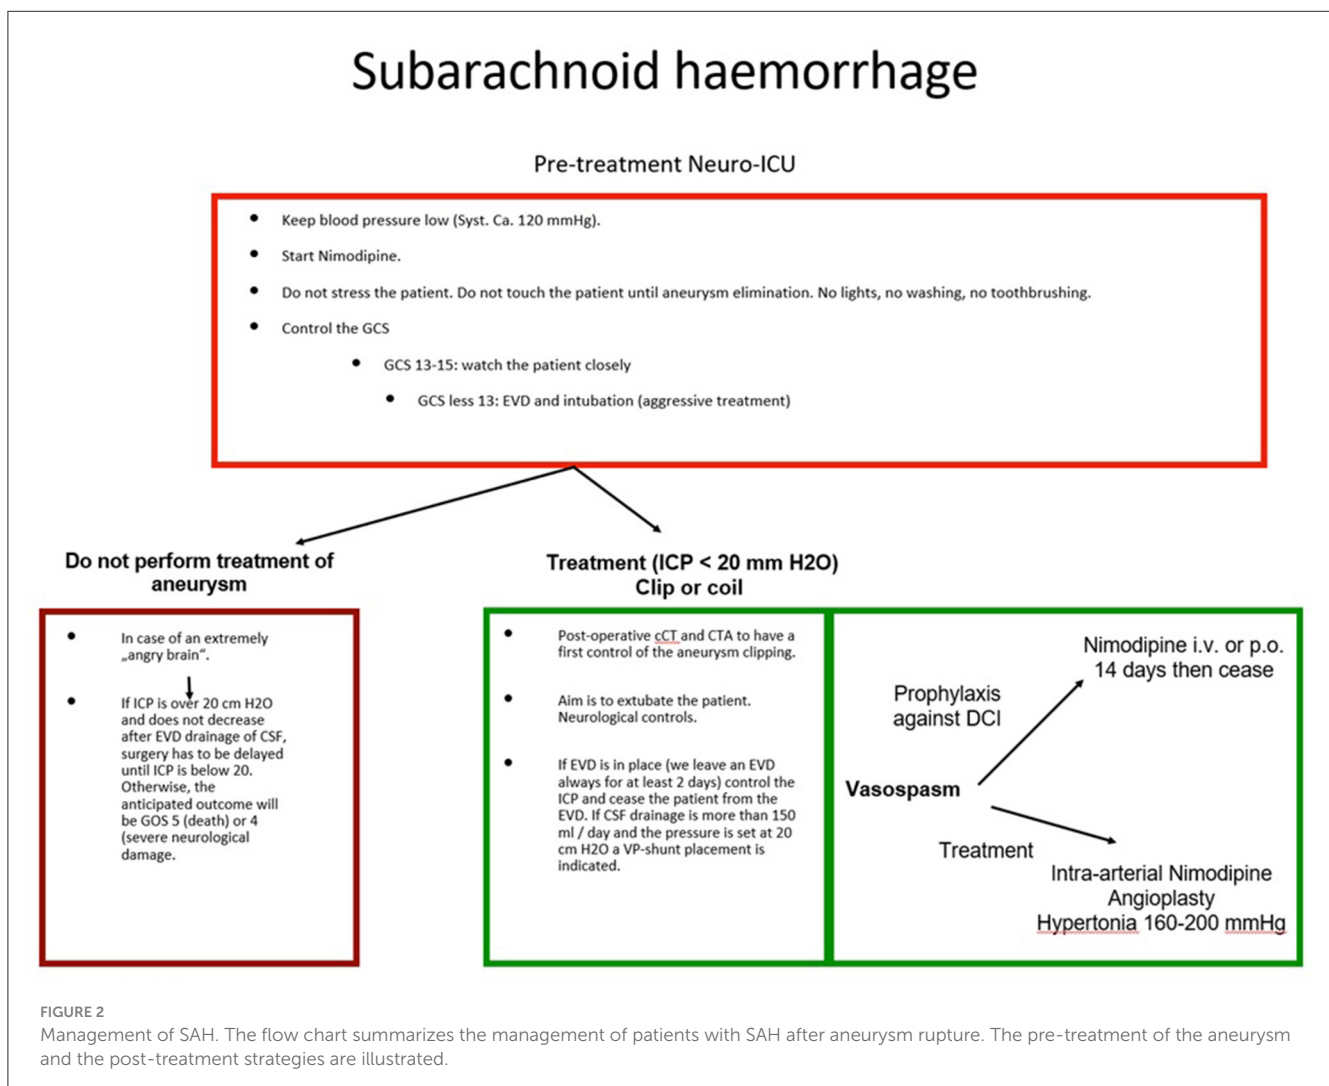 Subarachnoid haemorrhage
Pre-treatment Neuro-ICU
• Keep blood pressure low (Syst. Ca. 120 mmHg).
• Start Nimodipine.
• Do not stress the patient. Do not touch the patient until aneurysm elimination. No lights, no washing, no toothbrushing.
• Control the GCS
• GCS 13-15: watch the patient closely
• GCS less 13: EVD and intubation (aggressive treatment)
Do not perform treatment of
aneurysm
• In case of an extremely
„angry brain“.
• If ICP is over 20 cm H2O
and does not decrease
after EVD drainage of CSF,
surgery has to be delayed
until ICP is below 20.
Otherwise, the
anticipated outcome will
be GOS 5 (death) or 4
(severe neurological
damage.
Treatment (ICP < 20 mm H2O)
Clip or coil
• Post-operative cCT and CTA to have a
first control of the aneurysm clipping.
• Aim is to extubate the patient.
Neurological controls.
• If EVD is in place (we leave an EVD
always for at least 2 days) control the
ICP and cease the patient from the
EVD. If CSF drainage is more than 150
ml / day and the pressure is set at 20
cm H2O a VP-shunt placement is
indicated.
Nimodipine i.v. or p.o.
14 days then cease
Prophylaxis
against DCI
Vasospasm
Treatment
Intra-arterial Nimodipine
Angioplasty
Hypertonia 160-200 mmHg
FIGURE 2
Management of SAH. The flow chart summarizes the management of patients with SAH after aneurysm rupture. The pre-treatment of the aneurysm
and the post-treatment strategies are illustrated.